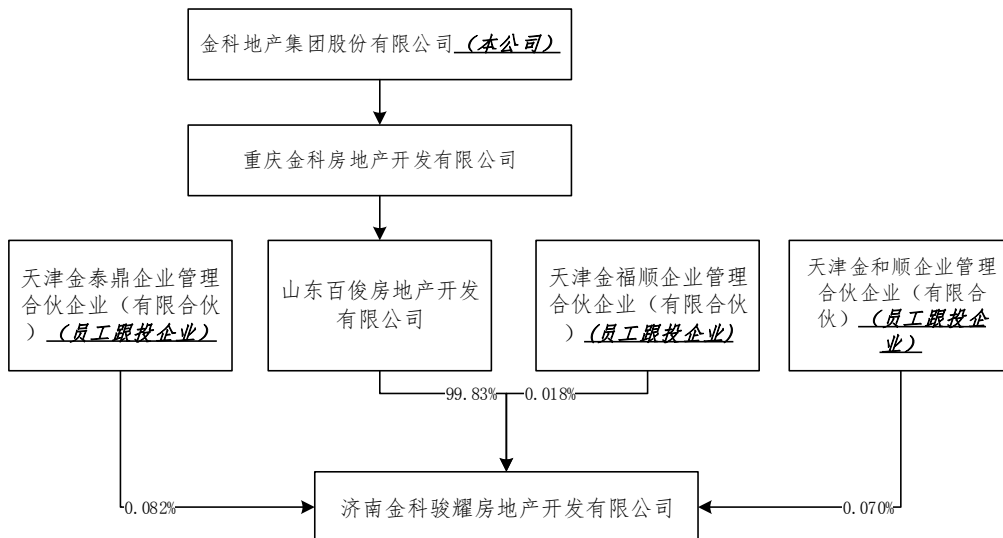 金科地产集团股份有限公司（本公司）
重庆金科房地产开发有限公司
天津金泰鼎企业管理
合伙企业（有限合伙
）（员工跟投企业）
山东百俊房地产开发
有限公司
天津金福顺企业管理
合伙企业（有限合伙
）(员工跟投企业)
天津金和顺企业管理
合伙企业（有限合
伙）（员工跟投企
业）
99.83%
0.018%
0.082%
济南金科骏耀房地产开发有限公司
0.070%